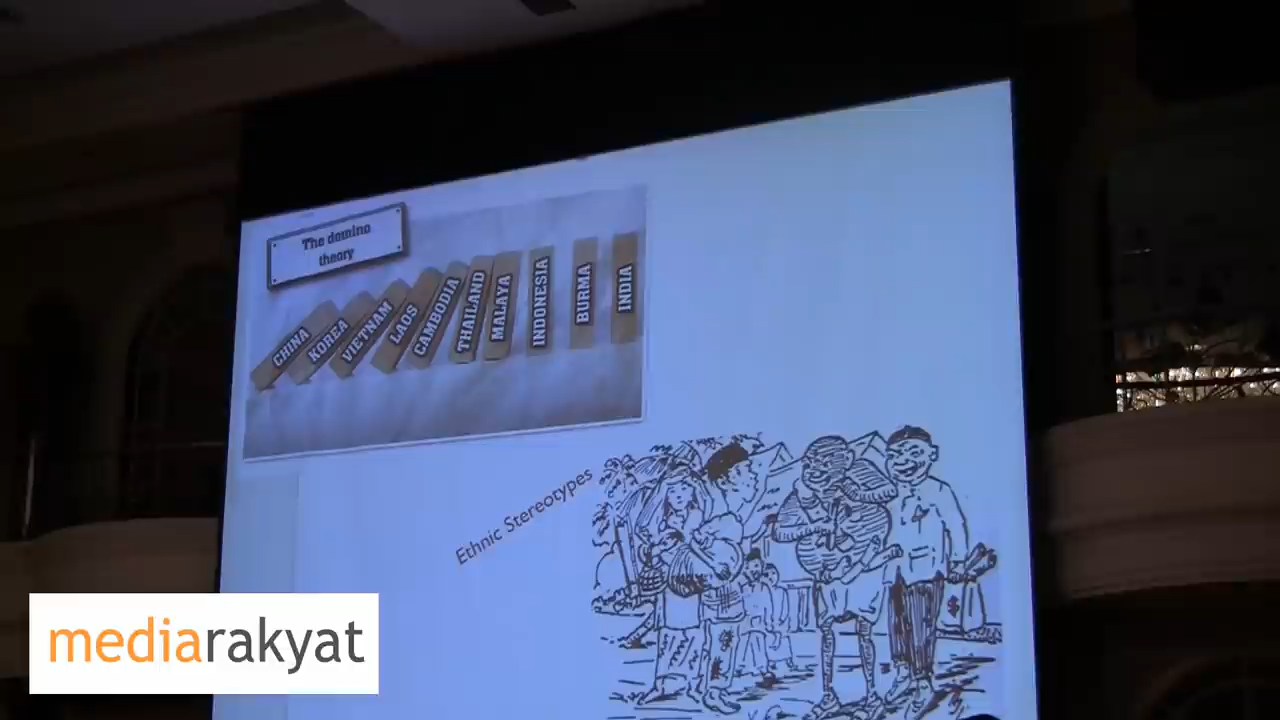 The domino
theory
CHINA
KOREA
VIETNAM
LAOS
CAMBODIA
THAILAND
MALAYA
INDONESIA
BURMA
INDIA
Ethnic Stereotypes
$
mediarakyat